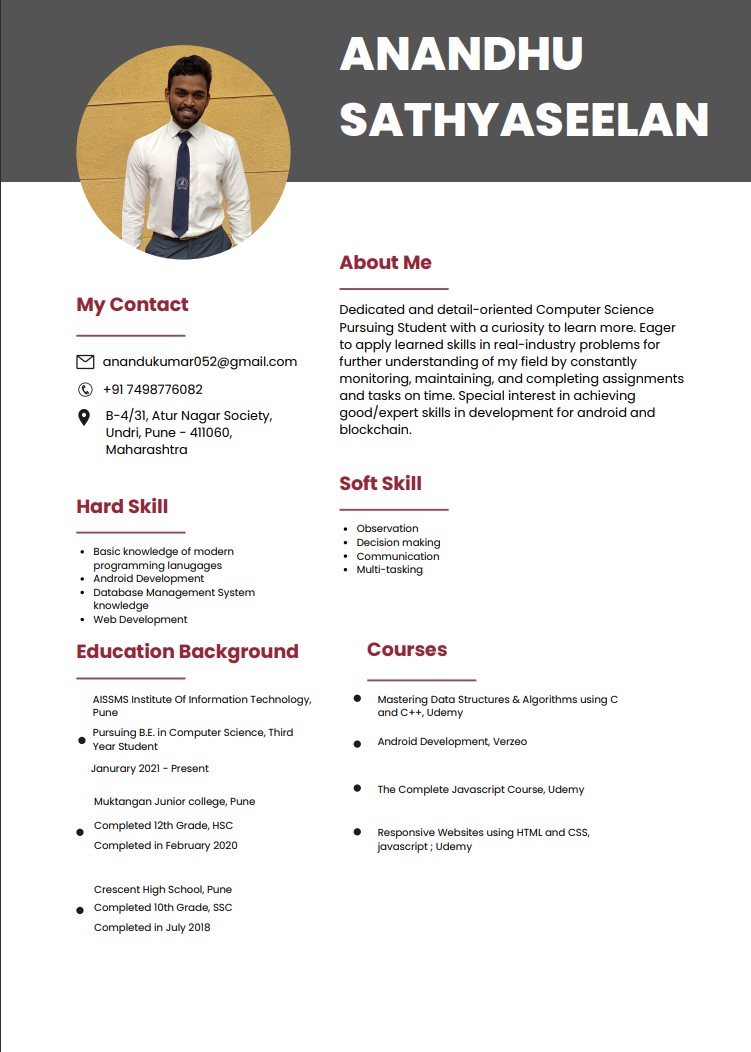 ANANDHU
SATHYASEELAN
My Contact
anandukumar052@gmail.com
+91 7498776082
B-4/31, Atur Nagar Society,
Undri, Pune - 411060,
Maharashtra
Hard Skill
• Basic knowledge of modern
programming lanugages
• Android Development
• Database Management System
knowledge
• Web Development
Education Background
AISSMS Institute Of Information Technology,
Pune
• Pursuing B.E. in Computer Science, Third
Year Student
Janurary 2021 - Present
Muktangan Junior college, Pune
• Completed 12th Grade, HSC
Completed in February 2020
Crescent High School, Pune
• Completed 10th Grade, SSC
Completed in July 2018
About Me
Dedicated and detail-oriented Computer Science
Pursuing Student with a curiosity to learn more. Eager
to apply learned skills in real-industry problems for
further understanding of my field by constantly
monitoring, maintaining, and completing assignments
and tasks on time. Special interest in achieving
good/expert skills in development for android and
blockchain.
Soft Skill
• Observation
• Decision making
• Communication
• Multi-tasking
Courses
• Mastering Data Structures & Algorithms using C
and C++, Udemy
• Android Development, Verzeo
• The Complete Javascript Course, Udemy
• Responsive Websites using HTML and CSS,
javascript ; Udemy